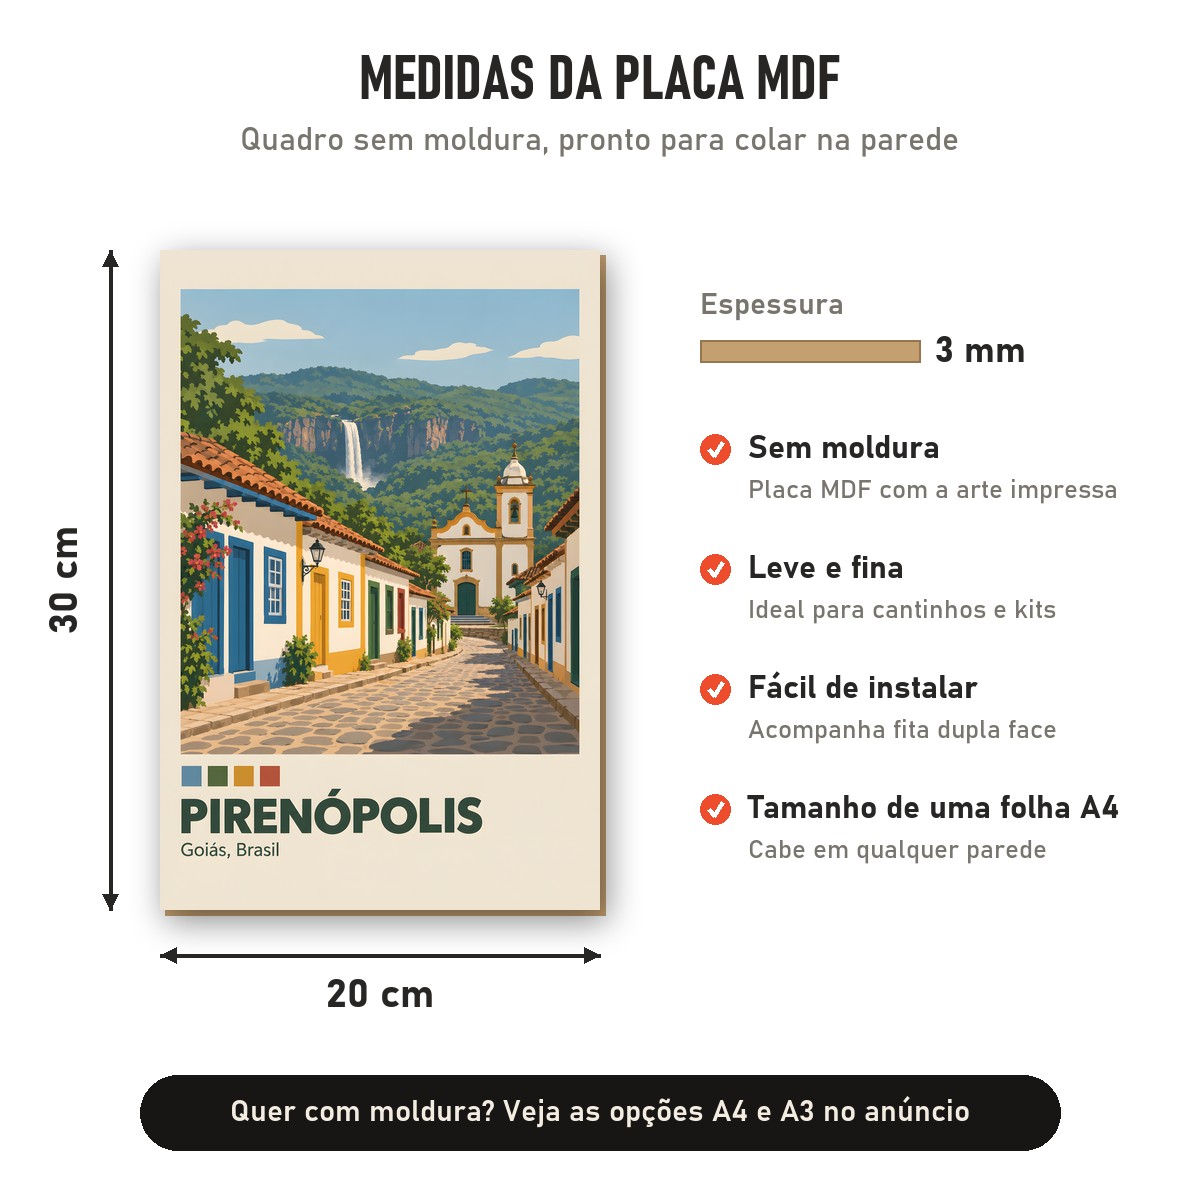 MEDIDAS DA PLACA MDF
Quadro sem moldura, pronto para colar na parede
30 cm
PIRENÓPOLIS
Goiás, Brasil
20 cm
Espessura
3 mm
Sem moldura
Placa MDF com a arte impressa
Leve e fina
Ideal para cantinhos e kits
Fácil de instalar
Acompanha fita dupla face
Tamanho de uma folha A4
Cabe em qualquer parede
Quer com moldura? Veja as opções A4 e A3 no anúncio